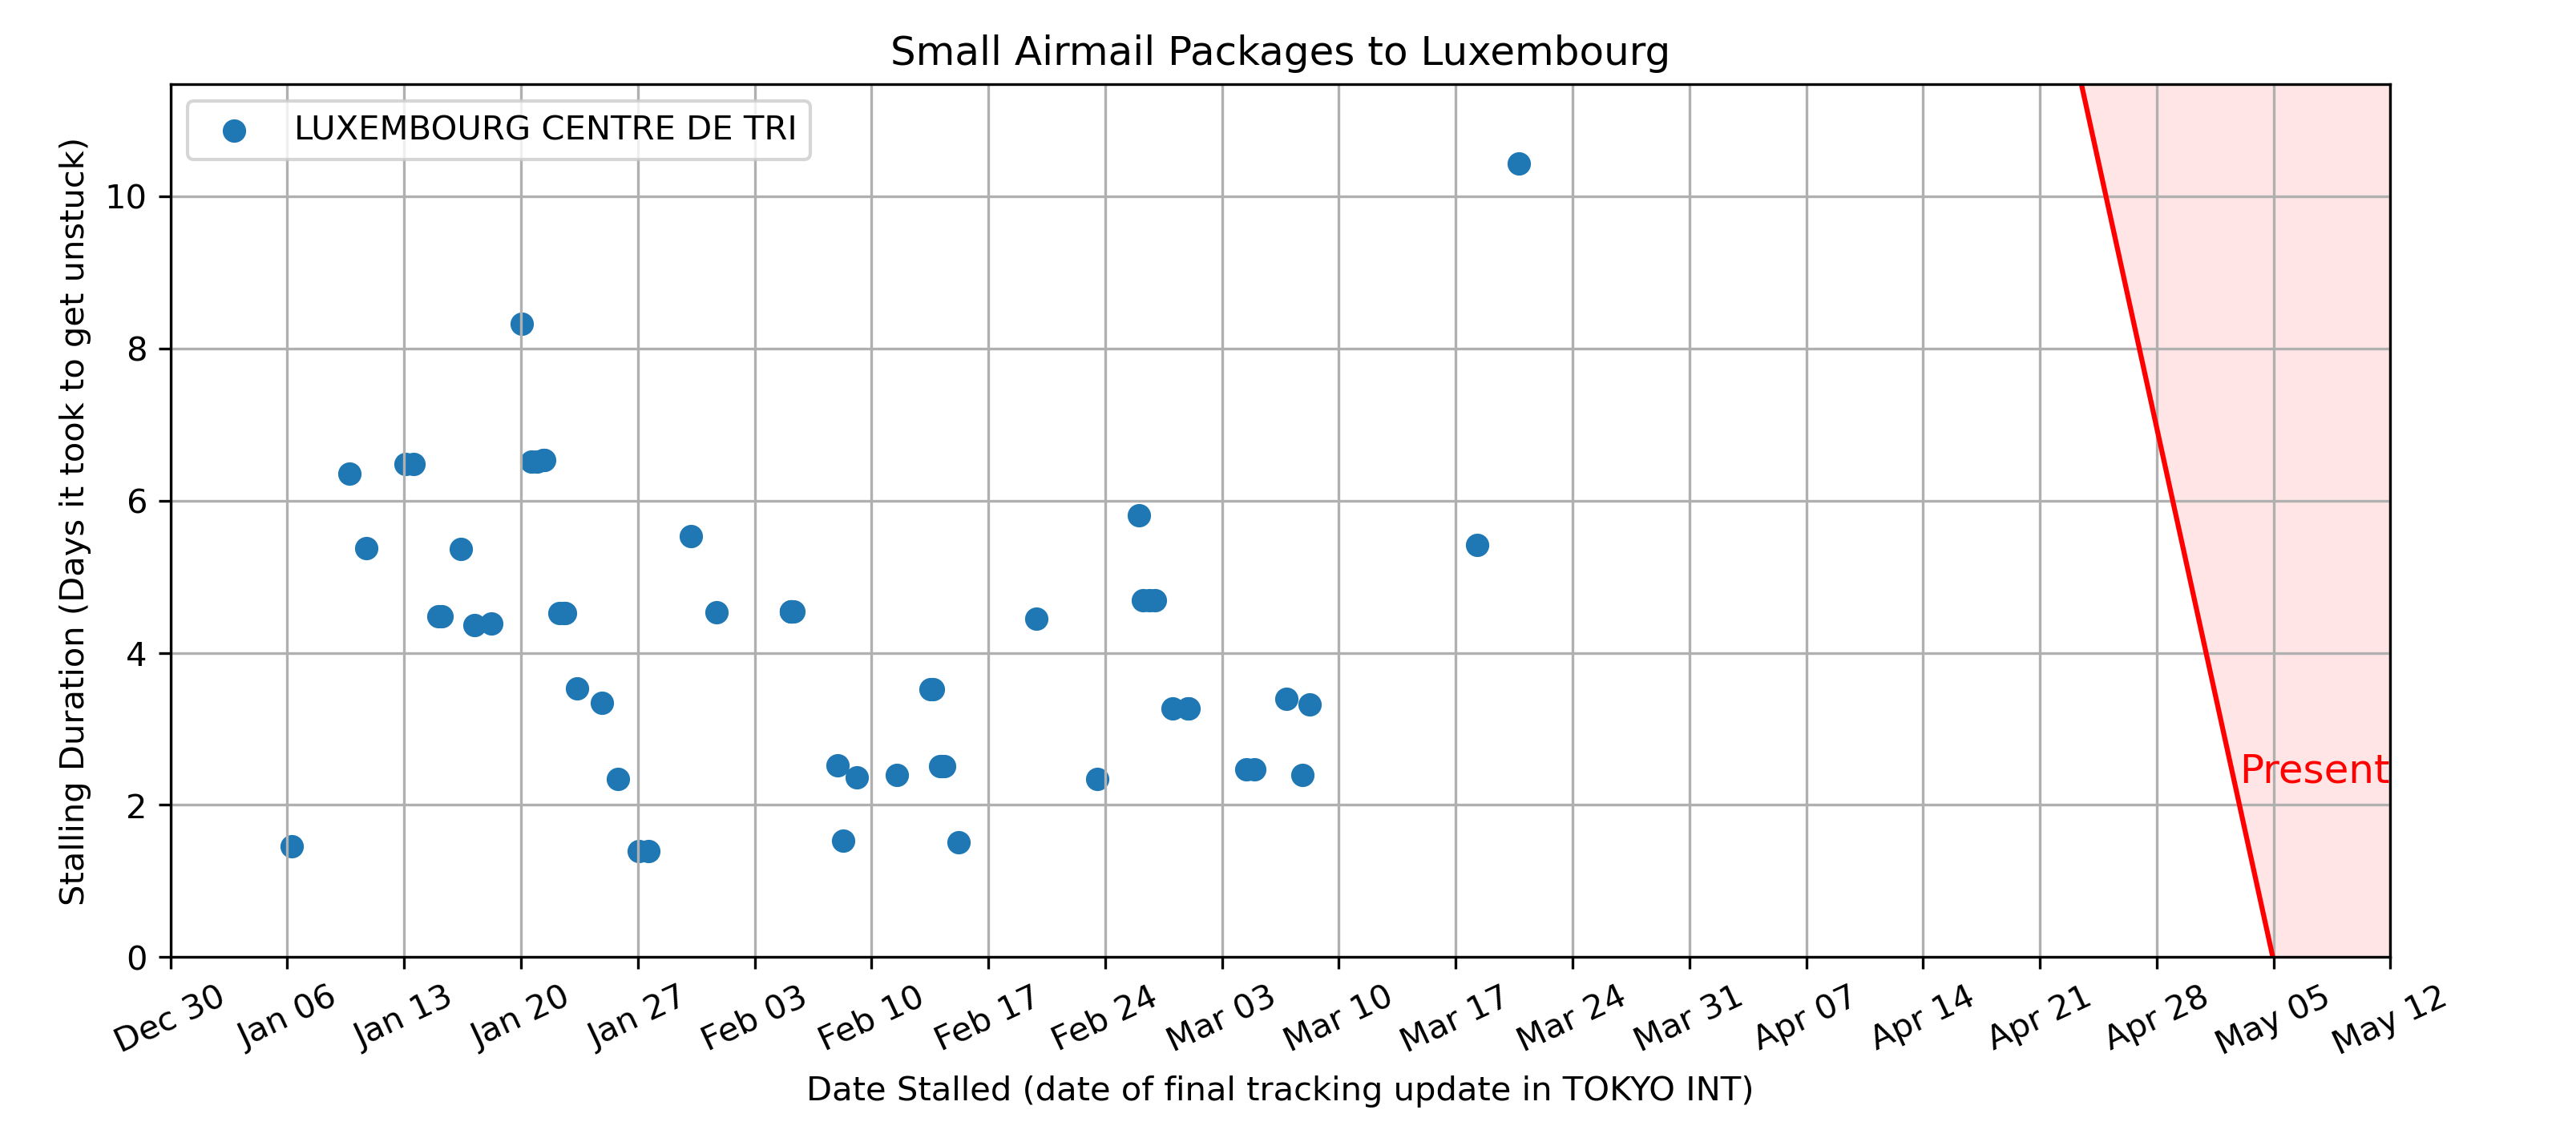 Small Airmail Packages to Luxembourg
LUXEMBOURG CENTRE DE TRI
Stalling Duration (Days it took to get unstuck)
10
8
6
4
2
0
Present
Dec 30
Jan 06
Jan 13
Jan 20
Jan 27
Feb 03
Feb 10
Feb 17
Feb 24
Mar 03
Mar 10
Mar 17
Mar 24
Mar 31
Apr 07
Apr 14
Apr 21
Apr 28
May 05
May 12
Date Stalled (date of final tracking update in TOKYO INT)